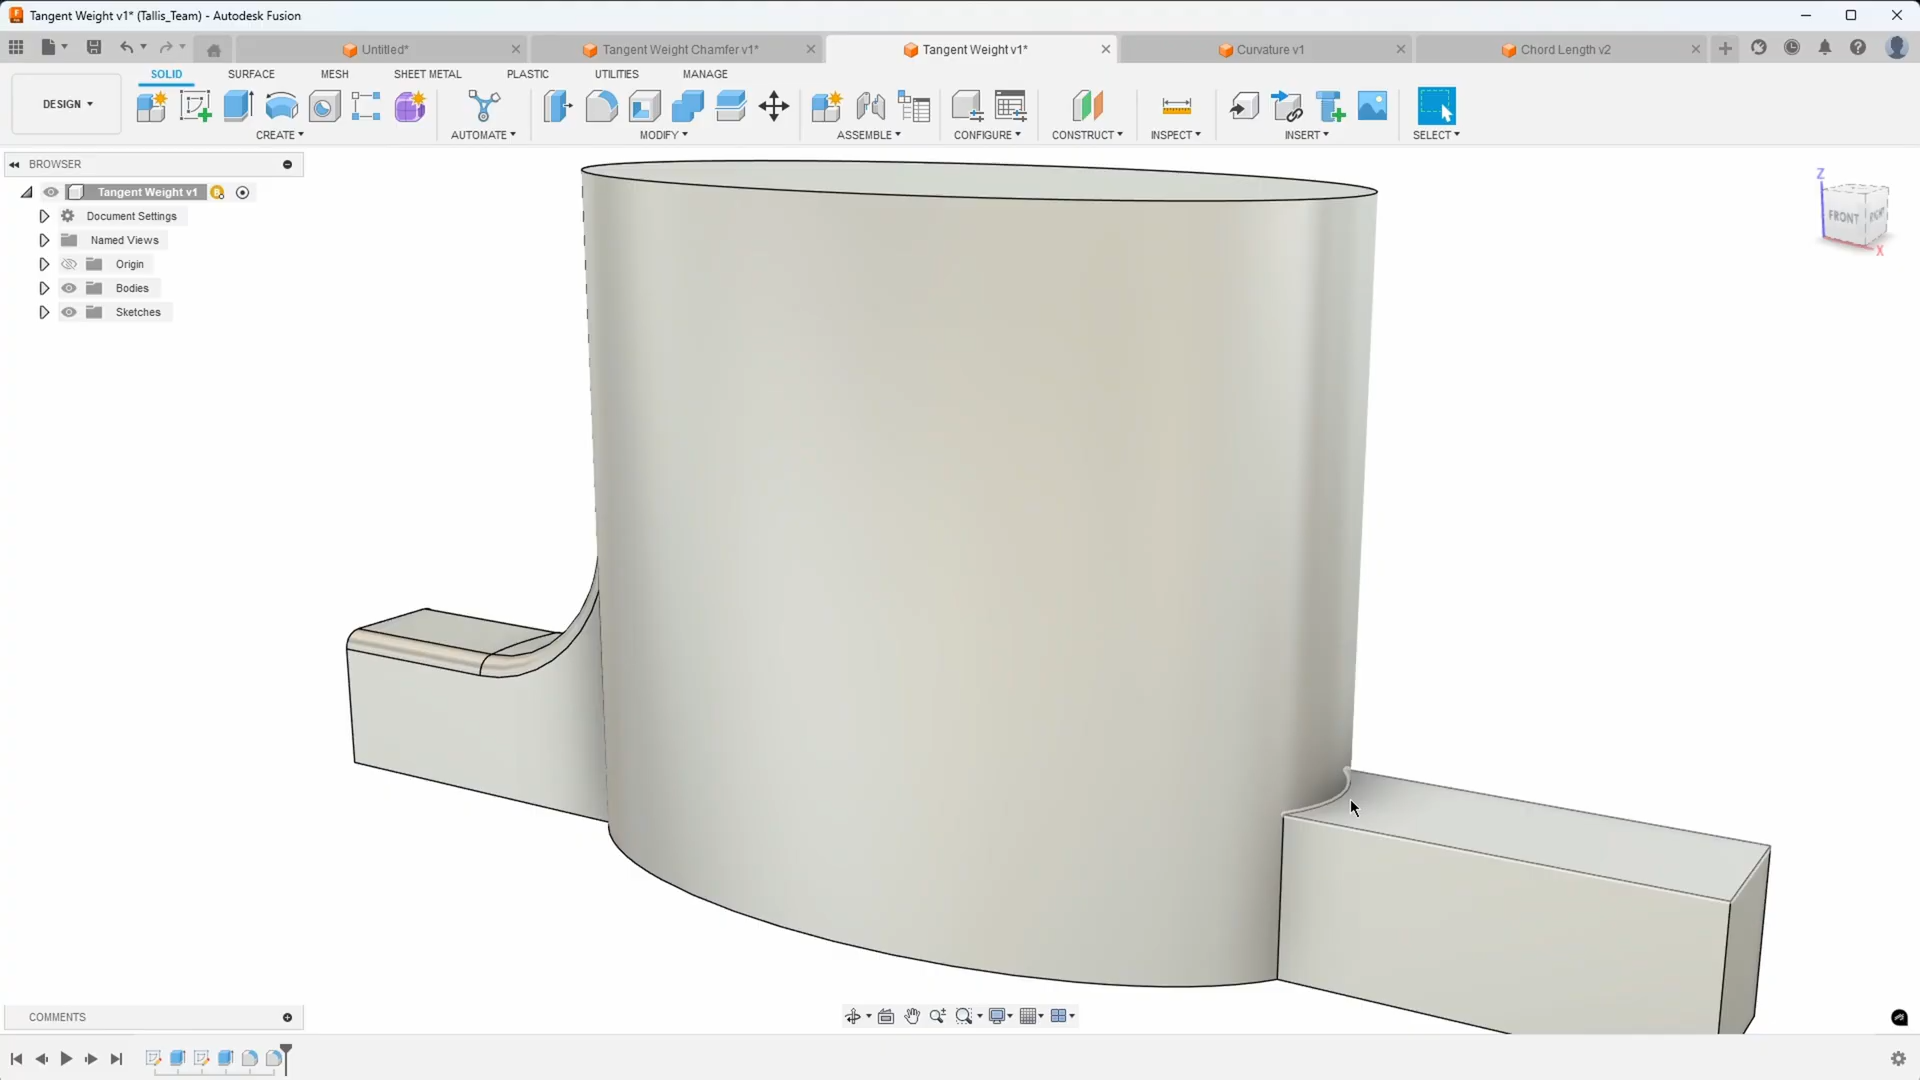 Tangent Weight v1* (Tallis_Team) - Autodesk Fusion
Untitled*
Tangent Weight Chamfer v1*
Tangent Weight v1*
Curvature v1
Chord Length v2
SOLID
SURFACE
MESH
SHEET METAL
PLASTIC
UTILITIES
MANAGE
DESIGN
CREATE
AUTOMATE
MODIFY
ASSEMBLE
CONFIGURE
CONSTRUCT
INSPECT
INSERT
SELECT
BROWSER
Tangent Weight v1
Document Settings
Named Views
Origin
Bodies
Sketches
Z
FRONT
RIGHT
X
COMMENTS